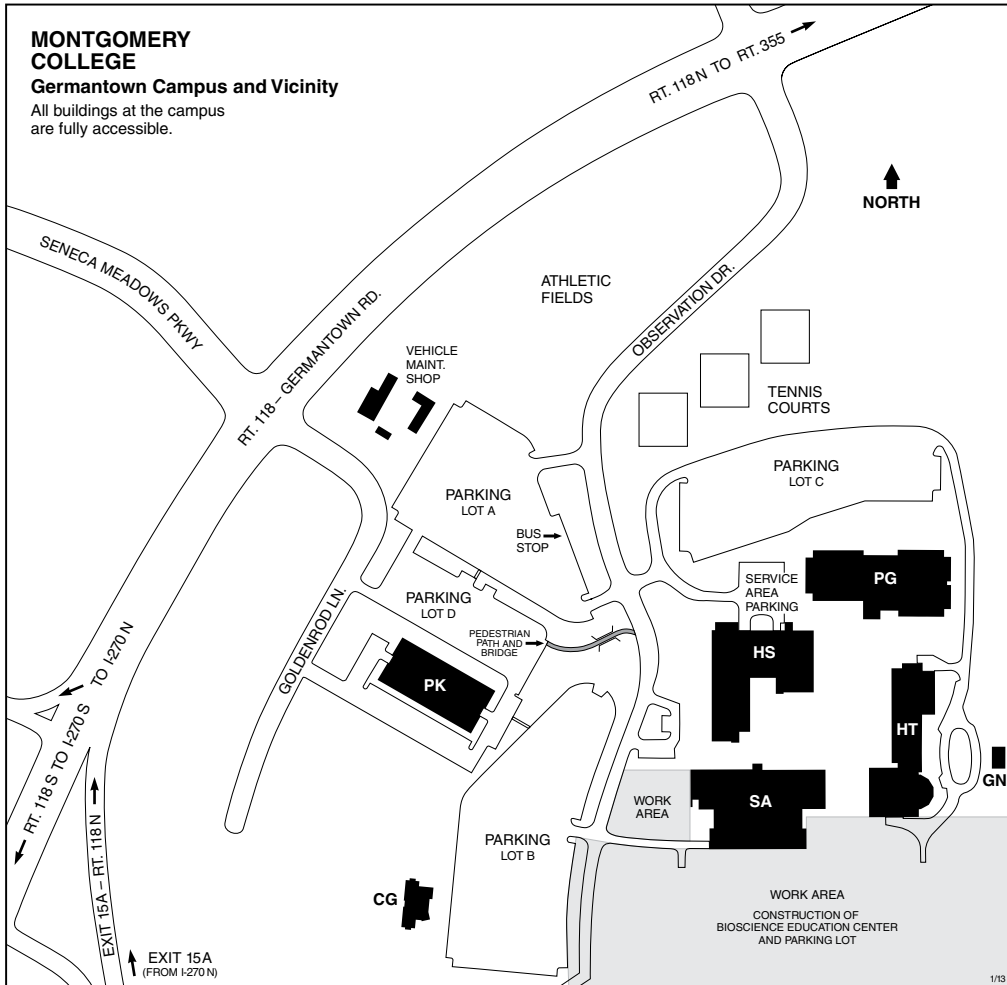 MONTGOMERY
COLLEGE
Germantown Campus and Vicinity
All buildings at the campus
are fully accessible.
RT. 118 N TO RT. 355
NORTH
SENECA MEADOWS PKWY
ATHLETIC
FIELDS
OBSERVATION DR.
RT. 118 – GERMANTOWN RD.
VEHICLE
MAINT.
SHOP
TENNIS
COURTS
PARKING
LOT C
PARKING
LOT A
BUS
STOP
SERVICE
AREA
PARKING
PG
PARKING
LOT D
PEDESTRIAN
PATH AND
BRIDGE
HS
GOLDENROD LN.
PK
TO I-270 N
HT
GN
RT. 118 S TO I-270 S
WORK
AREA
SA
PARKING
LOT B
EXIT 15A – RT. 118N
CG
WORK AREA
CONSTRUCTION OF
BIOSCIENCE EDUCATION CENTER
AND PARKING LOT
EXIT 15A
(FROM I-270 N)
1/13